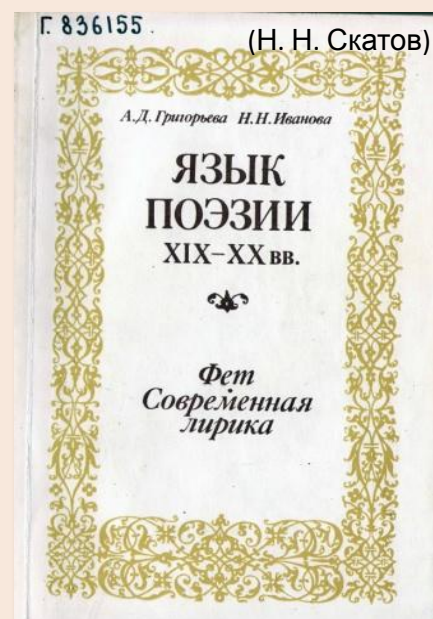 Г. 836155.
(Н. Н. Скатов)
А.Д. Григорьева Н.Н. Иванова
ЯЗЫК
ПОЭЗИИ
XIX–XX вв.
Фет
Современная
лирика